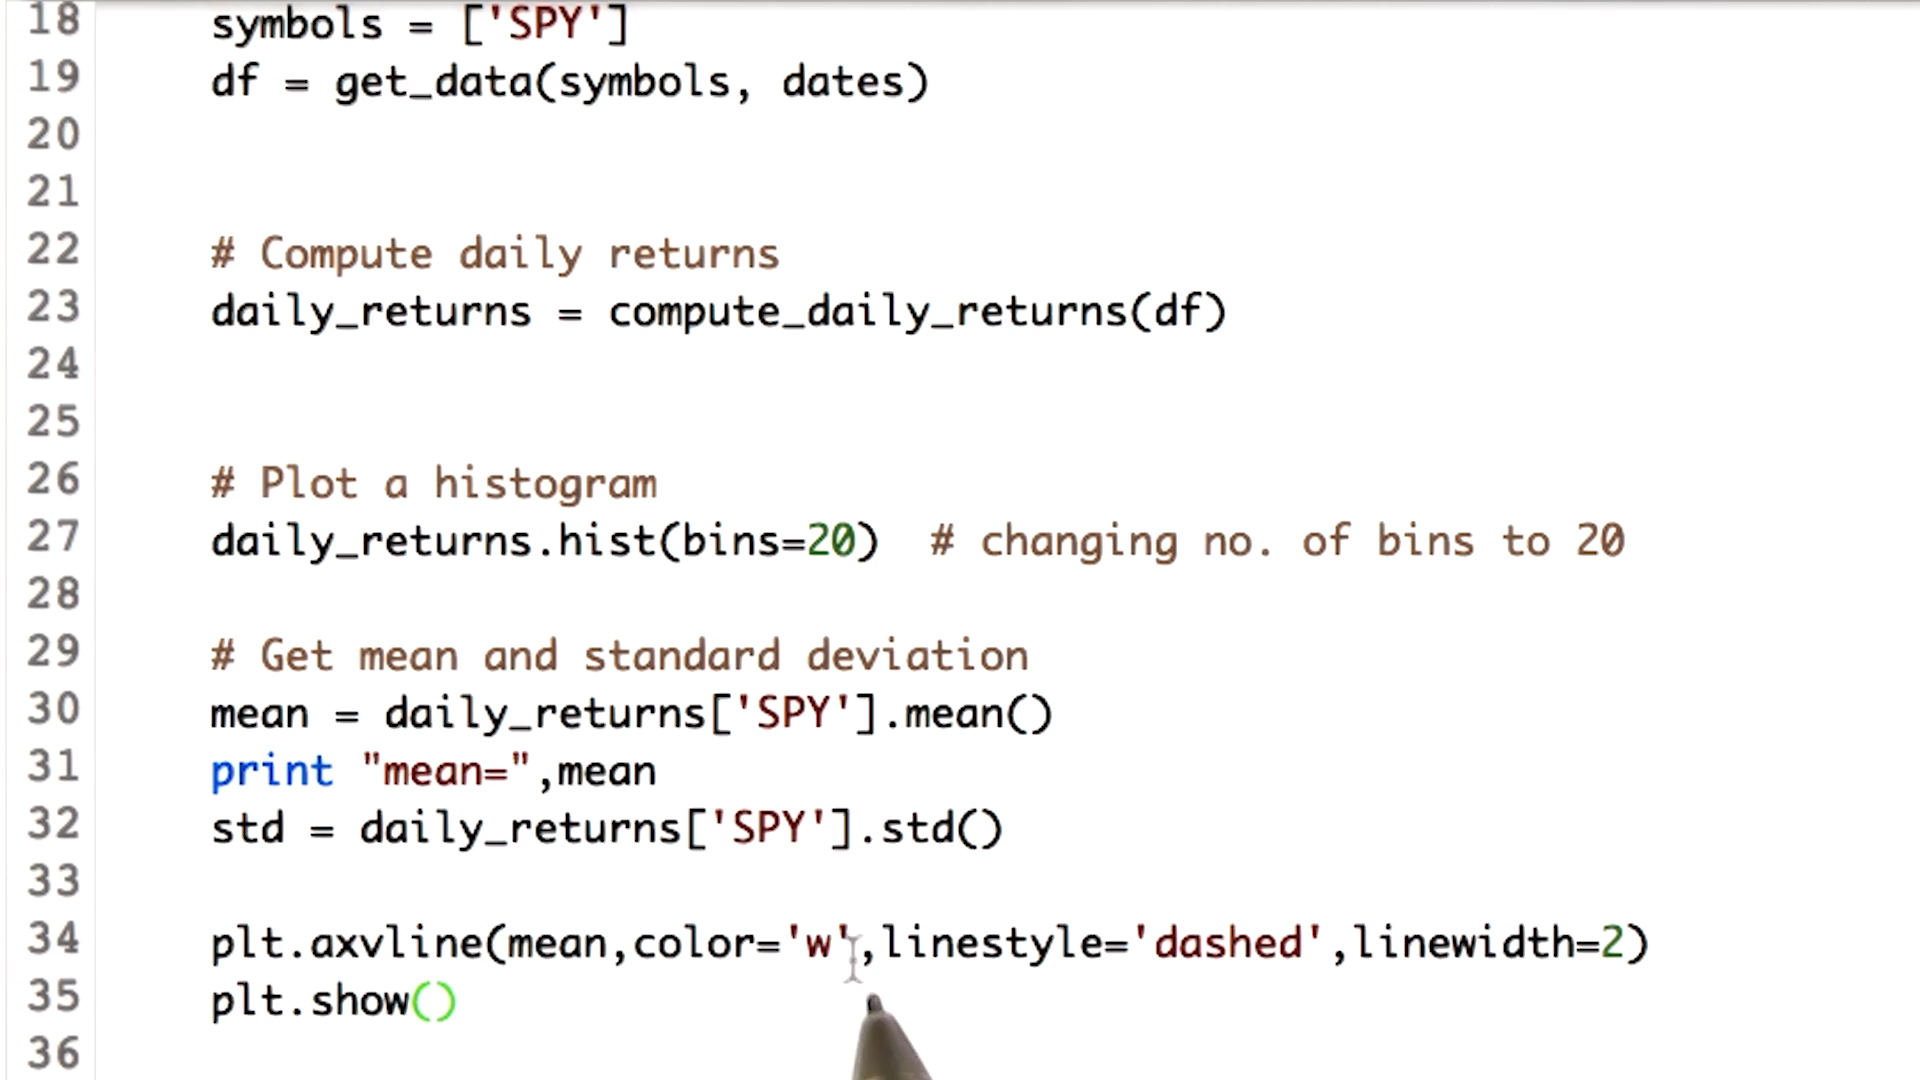 18 symbols = ['SPY']
19 df = get_data(symbols, dates)
20
21
22 # Compute daily returns
23 daily_returns = compute_daily_returns(df)
24
25
26 # Plot a histogram
27 daily_returns.hist(bins=20)  # changing no. of bins to 20
28
29 # Get mean and standard deviation
30 mean = daily_returns['SPY'].mean()
31 print "mean=",mean
32 std = daily_returns['SPY'].std()
33
34 plt.axvline(mean,color='w',linestyle='dashed',linewidth=2)
35 plt.show()
36